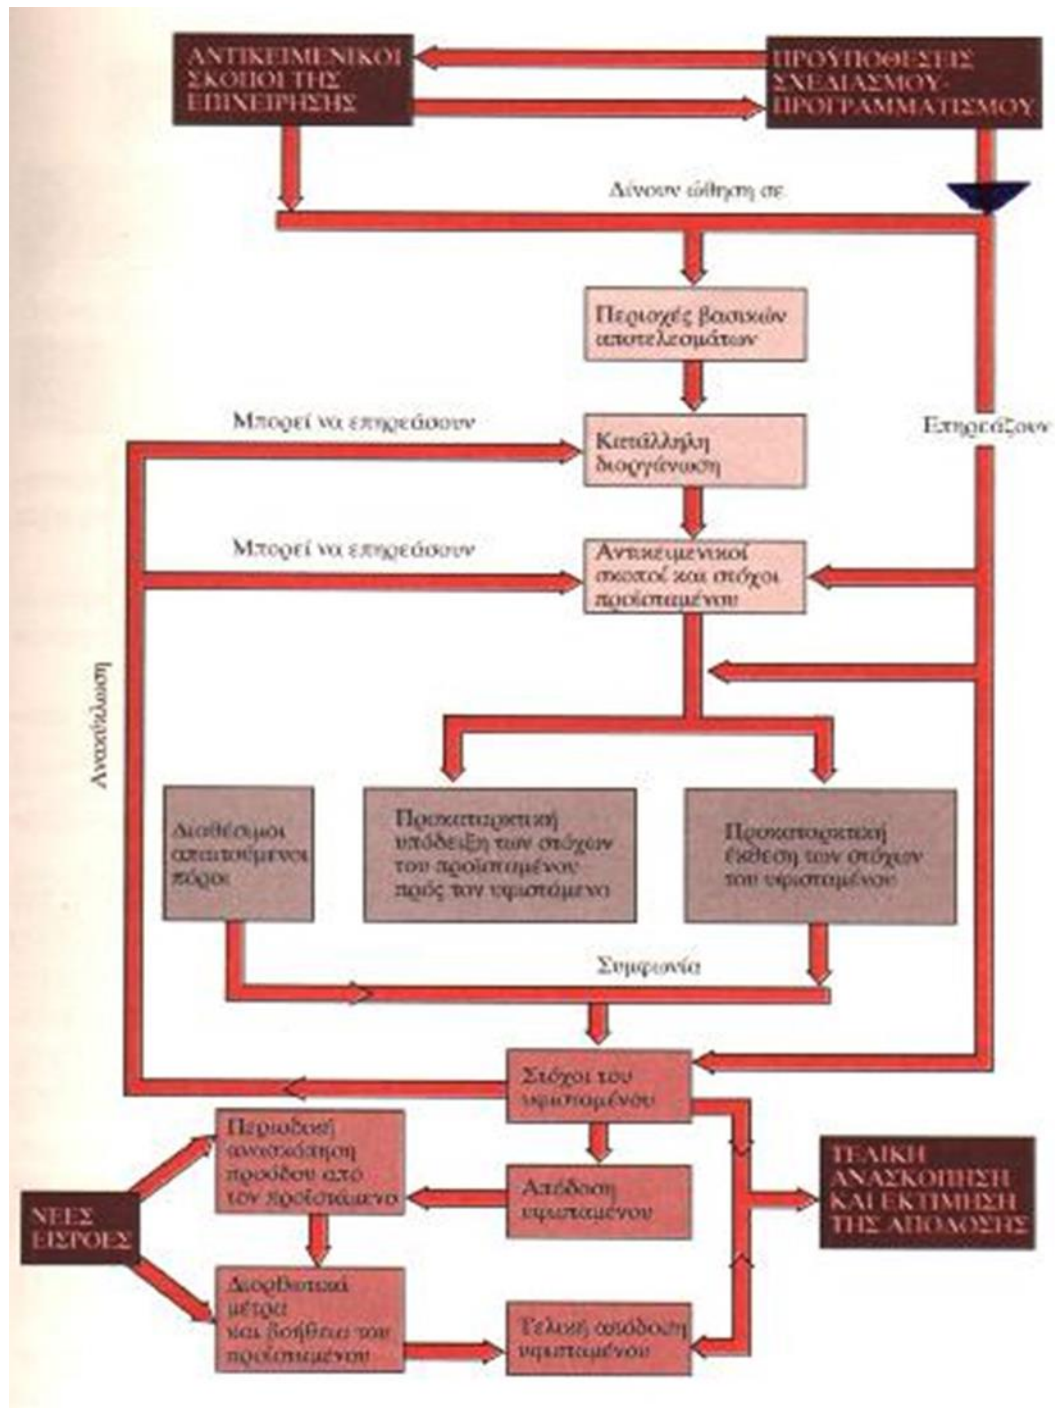 ΑΝΤΙΚΕΙΜΕΝΙΚΟΙ
ΣΚΟΠΟΙ ΤΗΣ
ΕΠΙΧΕΙΡΗΣΗΣ
ΠΡΟΫΠΟΘΕΣΕΙΣ
ΣΧΕΔΙΑΣΜΟΥ-
ΠΡΟΓΡΑΜΜΑΤΙΣΜΟΥ
Δίνουν ώθηση σε
Περιοχές βασικών
αποτελεσμάτων
Μπορεί να επηρεάσουν
Κατάλληλη
διοργάνωση
Επηρεάζουν
Μπορεί να επηρεάσουν
Αντικειμενικοί
σκοποί και στόχοι
προϊσταμένου
Ανακύκλωση
Διαθέσιμοι
απαιτούμενοι
πόροι
Προκαταρκτική
υπόδειξη των στόχων
του προϊσταμένου
πρός τον υφιστάμενο
Προκαταρκτική
έκθεση των στόχων
του υφισταμένου
Συμφωνία
Στόχοι του
υφισταμένου
Περιοδική
ανασκόπηση
προόδου από
τον προϊστάμενο
Απόδοση
υφισταμένου
ΤΕΛΙΚΗ
ΑΝΑΣΚΟΠΗΣΗ
ΚΑΙ ΕΚΤΙΜΗΣΗ
ΤΗΣ ΑΠΟΔΟΣΗΣ
ΝΕΕΣ
ΕΙΣΡΟΕΣ
Διορθωτικά
μέτρα
και βοήθεια του
προϊσταμένου
Τελική απόδοση
υφισταμένου